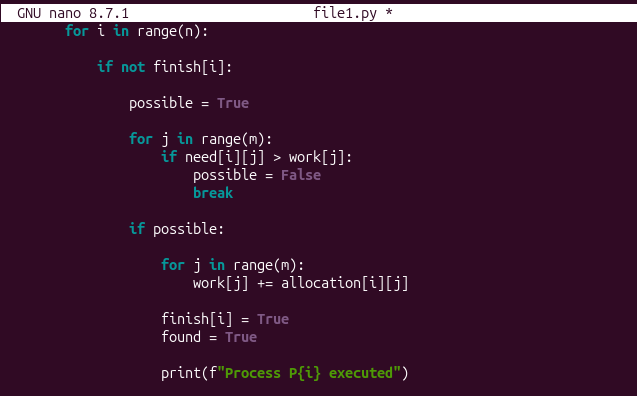 GNU nano 8.7.1 file1.py *
for i in range(n):
if not finish[i]:
possible = True
for j in range(m):
if need[i][j] > work[j]:
possible = False
break
if possible:
for j in range(m):
work[j] += allocation[i][j]
finish[i] = True
found = True
print(f"Process P{i} executed")